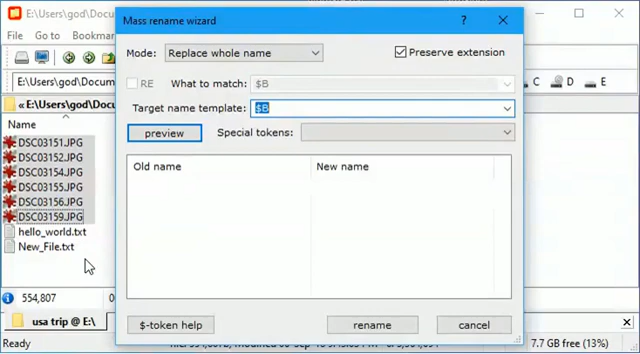 E:\Users\god\Docum
Mass rename wizard
File Go to Bookmark
Mode: Replace whole name Preserve extension
RE What to match: $B
E:\Users\god\Docu
C D E
« E:\Users\god\Docu
Target name template: $B
Name
preview Special tokens:
DSC03151.JPG
DSC03152.JPG
DSC03154.JPG
DSC03155.JPG
DSC03156.JPG
DSC03159.JPG
hello_world.txt
New_File.txt
Old name New name
554,807
usa trip @ E:\
$-token help rename cancel
7.7 GB free (13%)